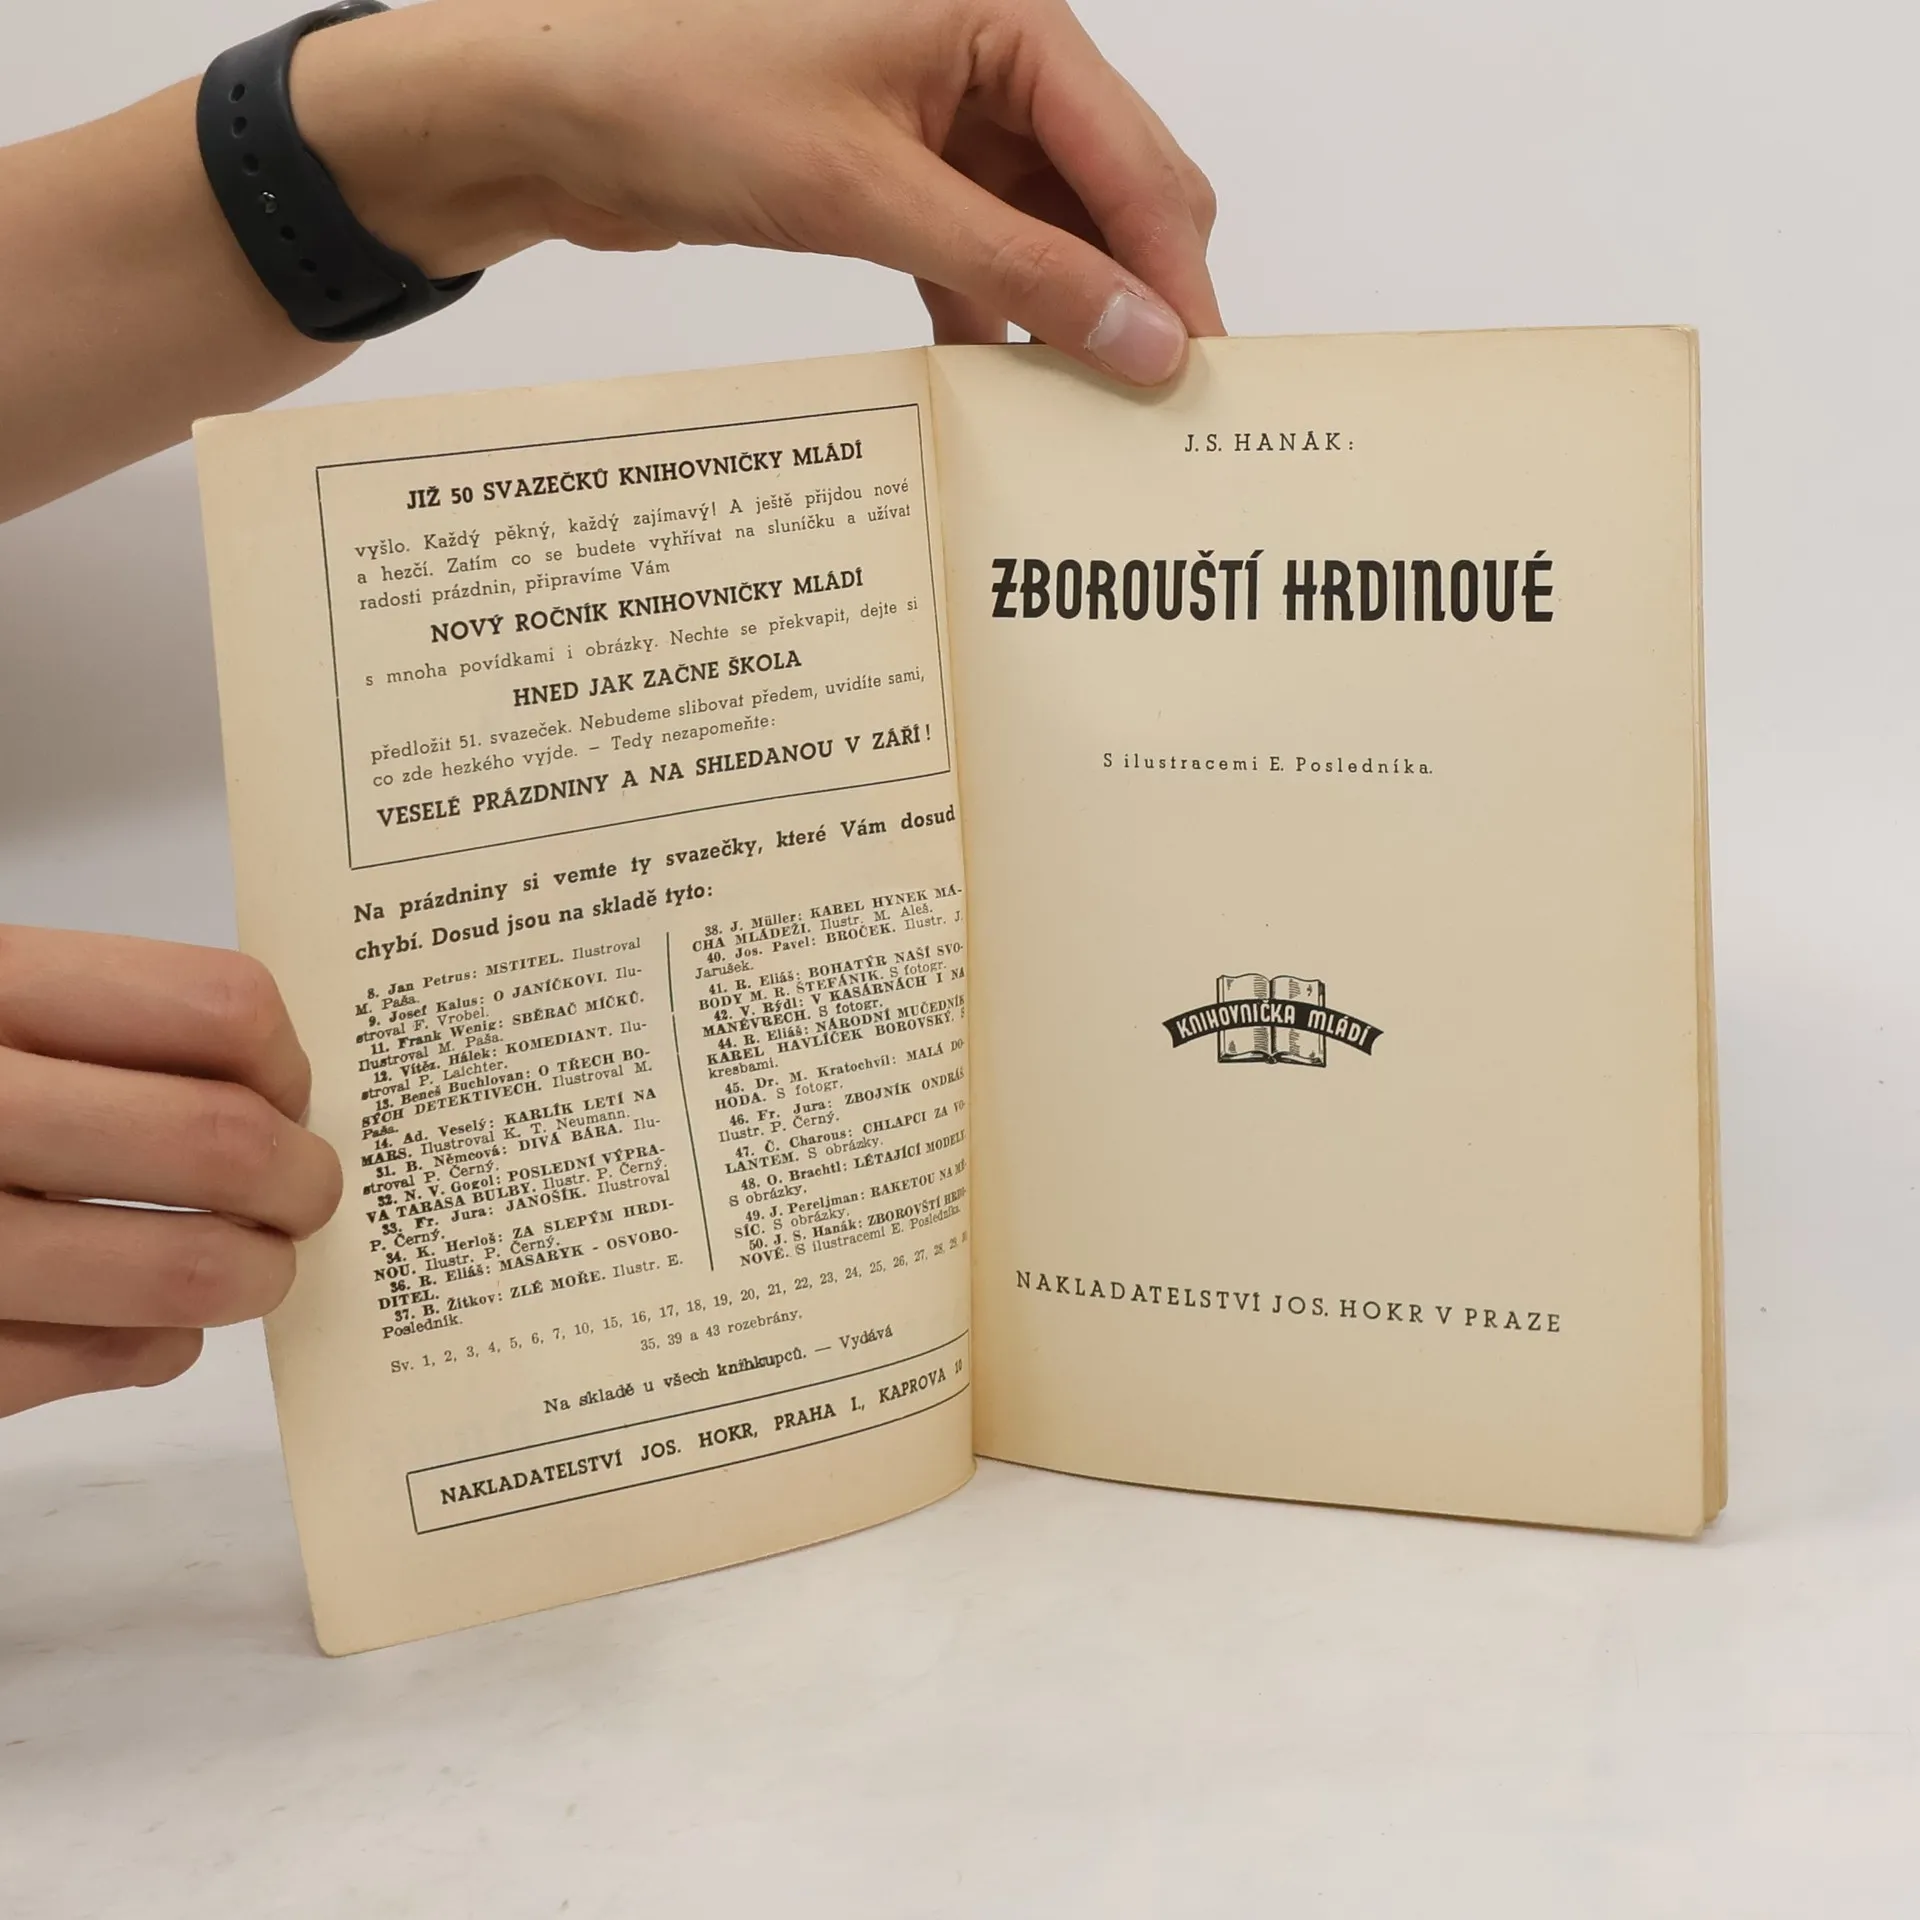 JIŽ 50 SVAZEČKŮ KNIHOVNIČKY MLÁDÍ
vyšlo. Každý pěkný, každý zajímavý! A ještě přijdou nové
a hezčí. Zatím co se budete vyhřívat na sluníčku a užívat
radosti prázdnin, připravíme Vám
NOVÝ ROČNÍK KNIHOVNIČKY MLÁDÍ
s mnoha povídkami i obrázky. Nechte se překvapit, dejte si
HNED JAK ZAČNE ŠKOLA
předložit 51. svazeček. Nebudeme slibovat předem, uvidíte sami,
co zde hezkého vyjde. – Tedy nezapomeňte:
VESELÉ PRÁZDNINY A NA SHLEDANOU V ZÁŘÍ!
Na prázdniny si vemte ty svazečky, které Vám dosud
chybí. Dosud jsou na skladě tyto:
8. Jan Petrus: MSTITEL. Ilustroval
M. Paša.
9. Josef Kalus: O JANÍČKOVI. Ilu-
stroval F. Vrobel.
11. Frank Wenig: SBĚRAČ MÍČKŮ.
Ilustroval M. Paša.
12. Vítěz. Hálek: KOMEDIANT. Ilu-
stroval P. Laichter.
13. Beneš Buchlovan: O TŘECH BO-
SÝCH DETEKTIVECH. Ilustroval M.
Paša.
14. Ad. Veselý: KARLÍK LETÍ NA
MARS. Ilustroval K. T. Neumann.
31. B. Němcová: DIVÁ BÁRA. Ilu-
stroval P. Černý.
32. N. V. Gogol: POSLEDNÍ VÝPRA-
VA TARASA BULBY. Ilustr. P. Černý.
33. Fr. Jura: JANOŠÍK. Ilustroval
P. Černý.
34. K. Herloš: ZA SLEPÝM HRDI-
NOU. Ilustr. P. Černý.
36. R. Eliáš: MASARYK - OSVOBO-
DITEL.
37. B. Žitkov: ZLÉ MOŘE. Ilustr. E.
Posledník.
38. J. Müller: KAREL HYNEK MÁ-
CHA MLÁDEŽI. Ilustr. M. Aleš.
40. Jos. Pavel: BROČEK. Ilustr. J.
Jarušek.
41. R. Eliáš: BOHATÝR NAŠÍ SVO-
BODY M. R. ŠTEFÁNIK. S fotogr.
42. V. Rýdl: V KASÁRNÁCH I NA
MANÉVRECH. S fotogr.
44. R. Eliáš: NÁRODNÍ MUČEDNÍK
KAREL HAVLÍČEK BOROVSKÝ. S
kresbami.
45. Dr. M. Kratochvíl: MALÁ DO-
HODA. S fotogr.
46. Fr. Jura: ZBOJNÍK ONDRÁŠ
Ilustr. P. Černý.
47. Č. Charous: CHLAPCI ZA VO-
LANTEM. S obrázky.
48. O. Brachtl: LÉTAJÍCÍ MODELY.
S obrázky.
49. J. Pereljman: RAKETOU NA MĚ-
SÍC. S obrázky.
50. J. S. Hanák: ZBOROVŠTÍ HRDI-
NOVÉ. S ilustracemi E. Posledníka.
Sv. 1, 2, 3, 4, 5, 6, 7, 10, 15, 16, 17, 18, 19, 20, 21, 22, 23, 24, 25, 26, 27, 28, 29, 30
35, 39 a 43 rozebrány.
Na skladě u všech knihkupců. — Vydává
NAKLADATELSTVÍ JOS. HOKR, PRAHA I., KAPROVA 10
J. S. HANÁK:
ZBOROVŠTÍ HRDINOVÉ
S ilustracemi E. Posledníka.
KNIHOVNIČKA MLÁDÍ
NAKLADATELSTVÍ JOS. HOKR V PRAZE